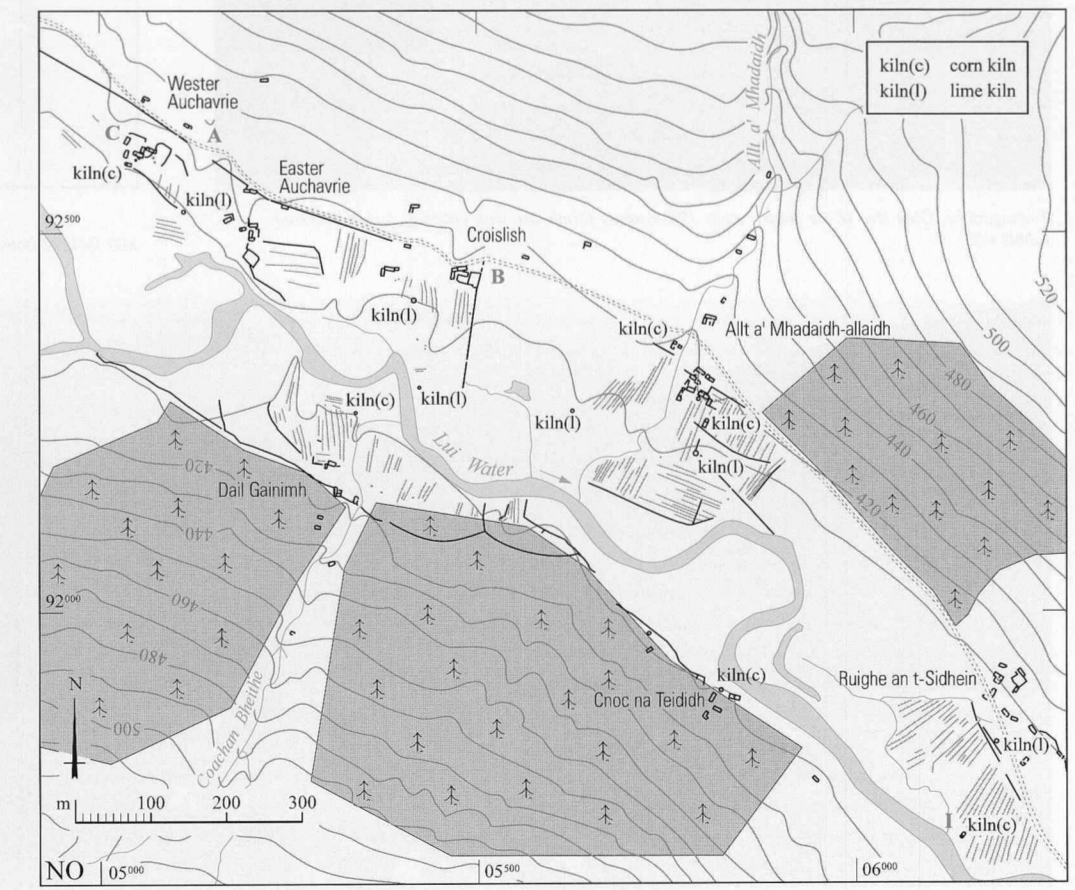 Allt a' Mhadaidh
kiln(c) corn kiln
kiln(l) lime kiln
Wester
Auchavrie
C
A
kiln(c)
Easter
Auchavrie
kiln(l)
92500
Croislish
B
520
kiln(l)
kiln(c)
Allt a' Mhadaidh-allaidh
500
480
kiln(c)
kiln(l)
kiln(l)
kiln(c)
460
Lui Water
440
420
kiln(l)
Dail Gainimh
420
440
460
92000
480
kiln(c)
Ruighe an t-Sidhein
N
Cnoc na Teididh
500
Coachan Bheithe
kiln(l)
m 100 200 300
I
kiln(c)
NO
05000
05500
06000